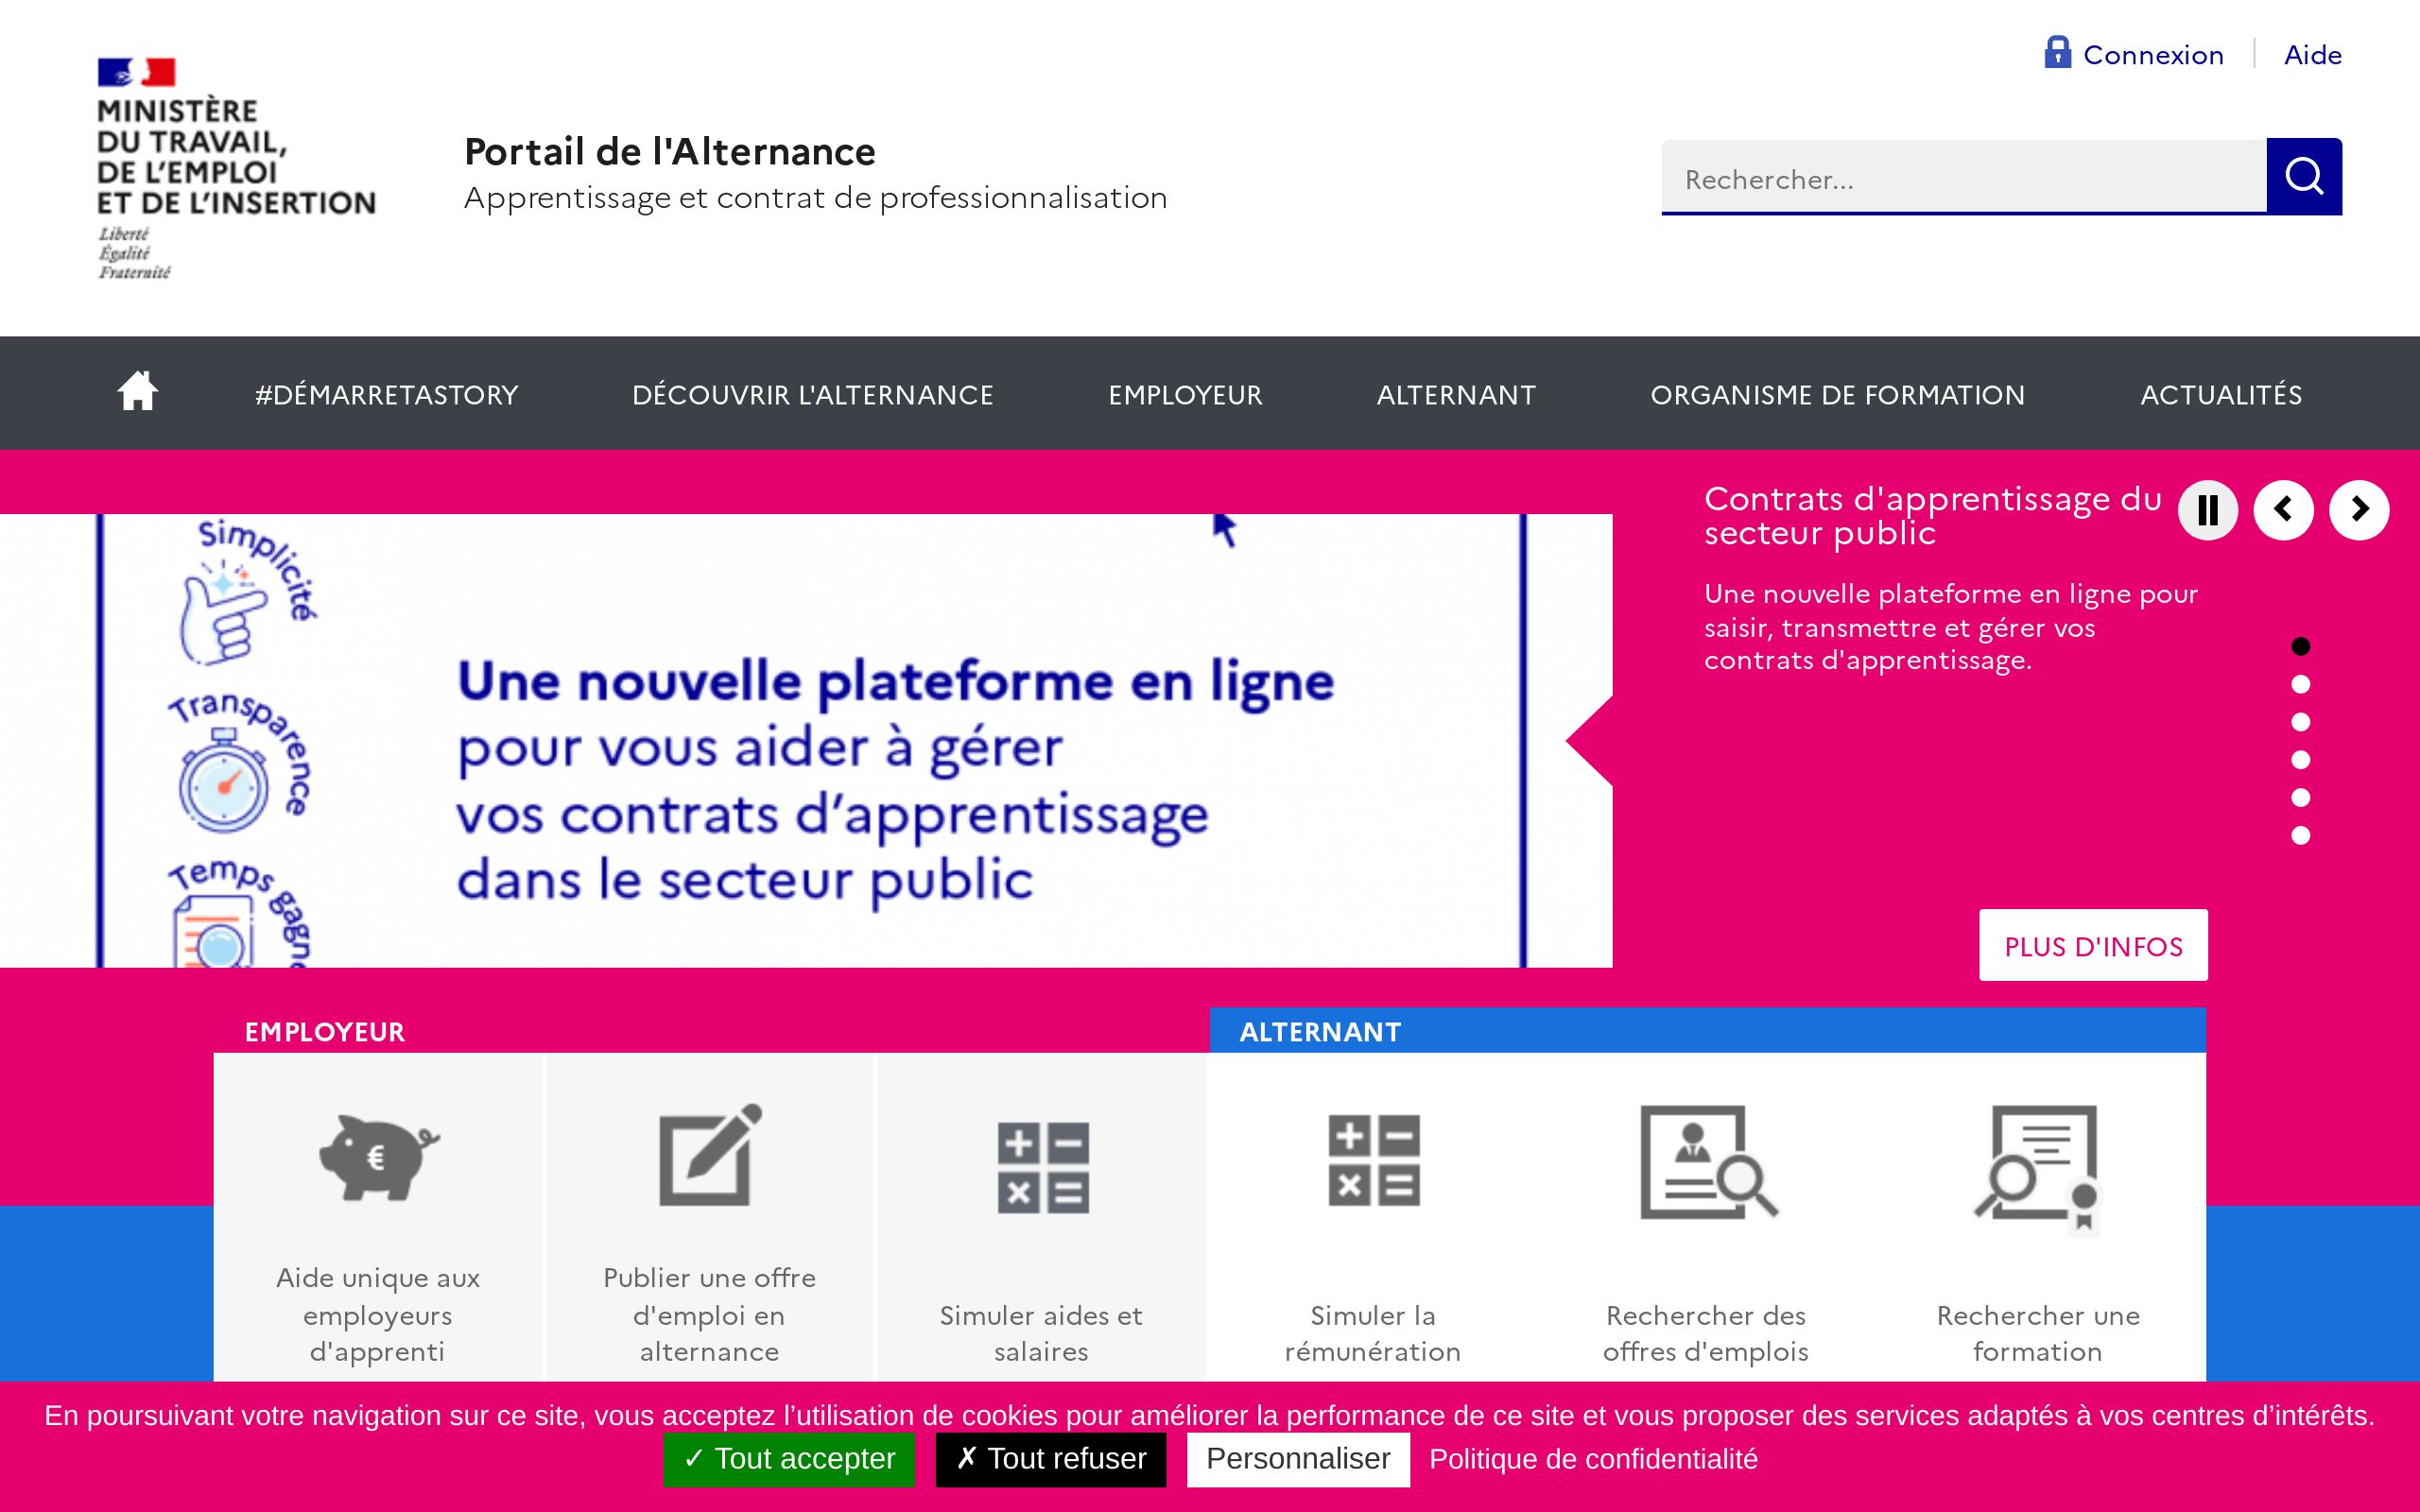 Connexion
Aide
MINISTÈRE
DU TRAVAIL,
DE L'EMPLOI
ET DE L'INSERTION
Liberté
Égalité
Fraternité
Portail de l'Alternance
Apprentissage et contrat de professionnalisation
Rechercher...
#DÉMARRETASTORY
DÉCOUVRIR L'ALTERNANCE
EMPLOYEUR
ALTERNANT
ORGANISME DE FORMATION
ACTUALITÉS
Simplicité
Transparence
Temps gagné
Une nouvelle plateforme en ligne
pour vous aider à gérer
vos contrats d’apprentissage
dans le secteur public
Contrats d'apprentissage du
secteur public
Une nouvelle plateforme en ligne pour
saisir, transmettre et gérer vos
contrats d'apprentissage.
PLUS D'INFOS
EMPLOYEUR
ALTERNANT
€
Aide unique aux
employeurs
d'apprenti
Publier une offre
d'emploi en
alternance
Simuler aides et
salaires
Simuler la
rémunération
Rechercher des
offres d'emplois
Rechercher une
formation
En poursuivant votre navigation sur ce site, vous acceptez l’utilisation de cookies pour améliorer la performance de ce site et vous proposer des services adaptés à vos centres d’intérêts.
✓ Tout accepter
✗ Tout refuser
Personnaliser
Politique de confidentialité